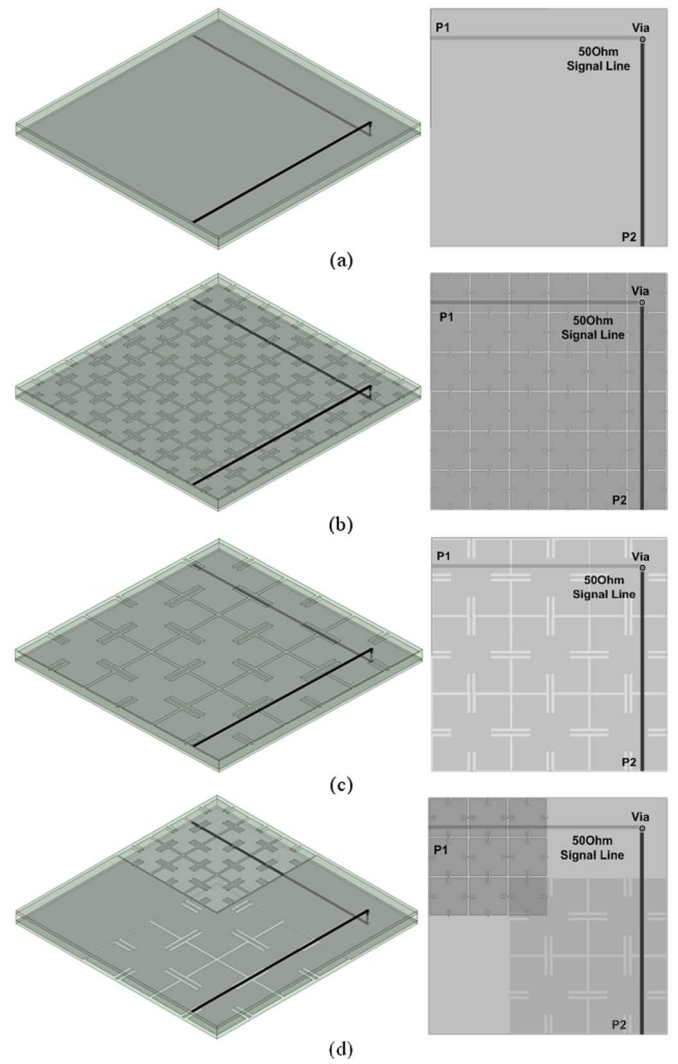 P1
Via
50Ohm
Signal Line
P2
(a)
Via
P1
50Ohm
Signal Line
P2
(b)
P1
Via
50Ohm
Signal Line
P2
(c)
Via
P1
50Ohm
Signal Line
P2
(d)